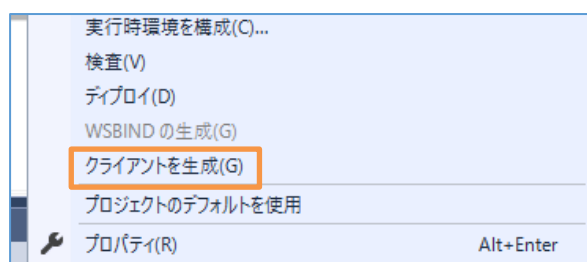 実行時環境を構成(C)...
検査(V)
ディプロイ(D)
WSBIND の生成(G)
クライアントを生成(G)
プロジェクトのデフォルトを使用
プロパティ(R) Alt+Enter